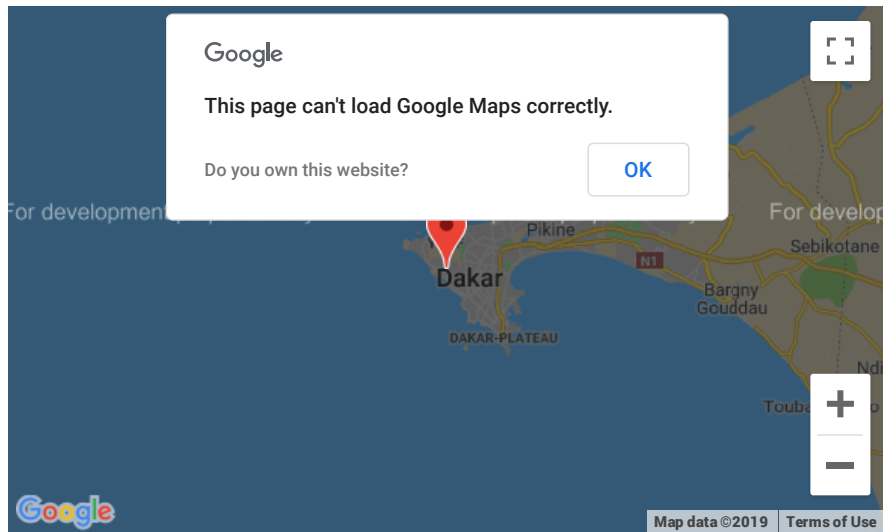 Google
This page can't load Google Maps correctly.
Do you own this website?
OK
For development
For develop
Pikine
Sebikotane
N1
Dakar
Bargny
Gouddau
DAKAR-PLATEAU
Ndi
Touba
Google
Map data ©2019
Terms of Use